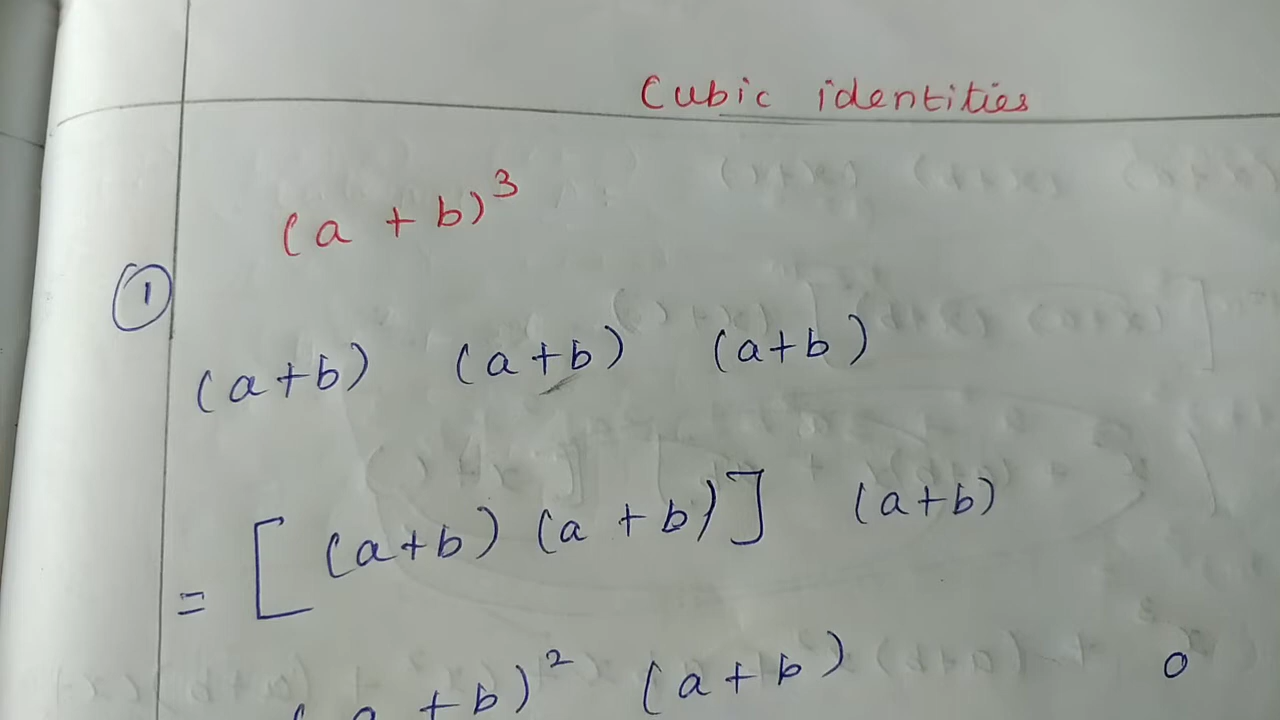 Cubic identities
(a + b)³
①
(a+b) (a+b) (a+b)
= [(a+b) (a + b)] (a+b)
(a + b)² (a+b)